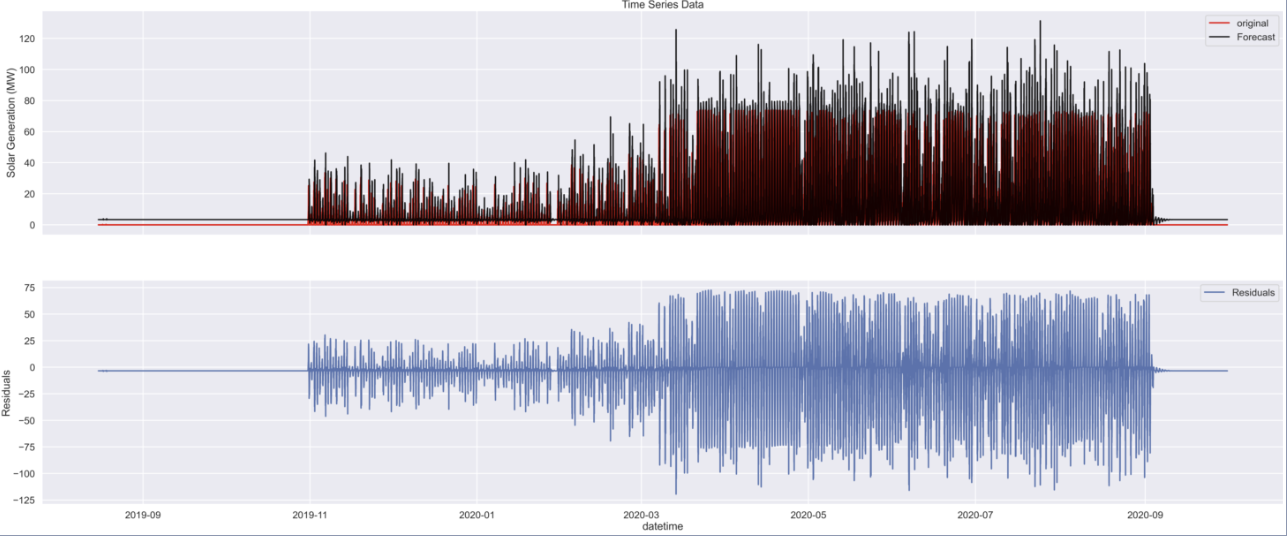 Time Series Data
original
Forecast
Solar Generation (MW)
120
100
80
60
40
20
0
Residuals
Residuals
75
50
25
0
−25
−50
−75
−100
−125
2019-09 2019-11 2020-01 2020-03 2020-05 2020-07 2020-09
datetime